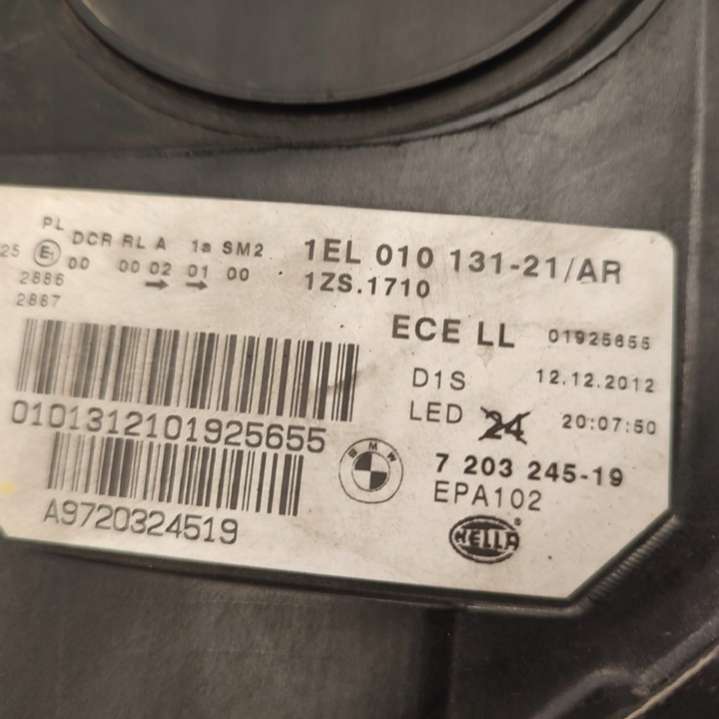 PL DCR RL A 1a SM2
25 E1 00 00 02 01 00
2886
2887
1EL 010 131-21/AR
1ZS.1710
ECE LL 01925655
D1S 12.12.2012
LED 24 20:07:50
0101312101925655
BMW
7 203 245-19
EPA102
A9720324519
HELLA®